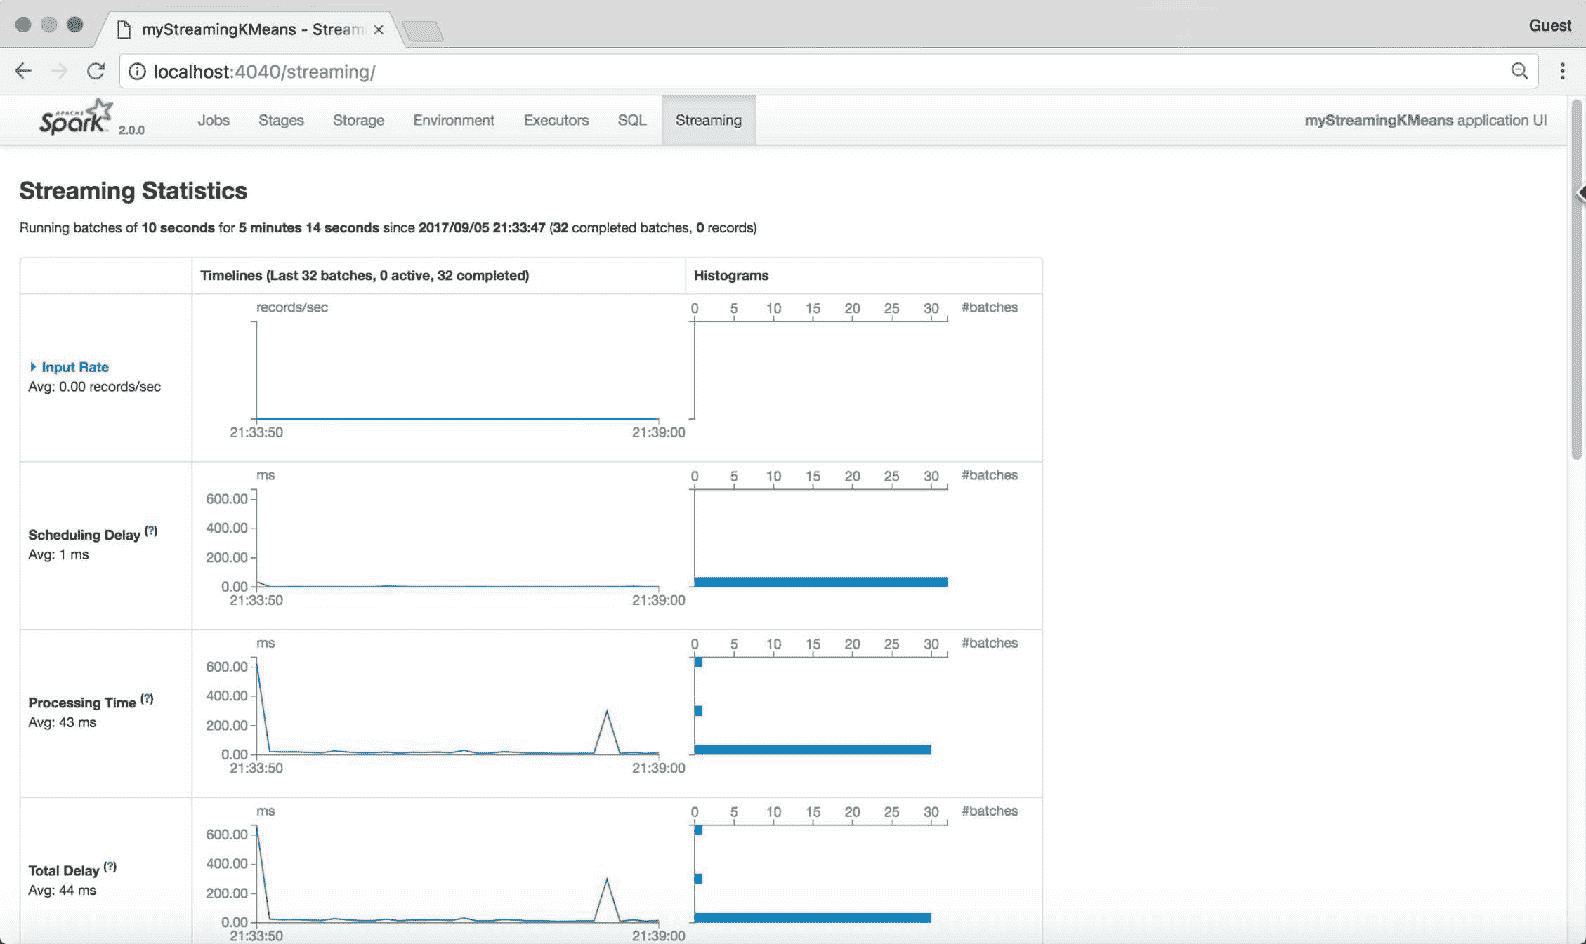 myStreamingKMeans - Stream
Guest
localhost:4040/streaming/
APACHE
Spark 2.0.0 Jobs Stages Storage Environment Executors SQL Streaming myStreamingKMeans application UI
Streaming Statistics
Running batches of 10 seconds for 5 minutes 14 seconds since 2017/09/05 21:33:47 (32 completed batches, 0 records)
Timelines (Last 32 batches, 0 active, 32 completed) Histograms
records/sec 0 5 10 15 20 25 30 #batches
Input Rate
Avg: 0.00 records/sec
21:33:50 21:39:00
ms 0 5 10 15 20 25 30 #batches
600.00
400.00
Scheduling Delay (?)
Avg: 1 ms
200.00
0.00
21:33:50 21:39:00
ms 0 5 10 15 20 25 30 #batches
600.00
400.00
Processing Time (?)
Avg: 43 ms
200.00
0.00
21:33:50 21:39:00
ms 0 5 10 15 20 25 30 #batches
600.00
400.00
Total Delay (?)
Avg: 44 ms
200.00
0.00
21:33:50 21:39:00